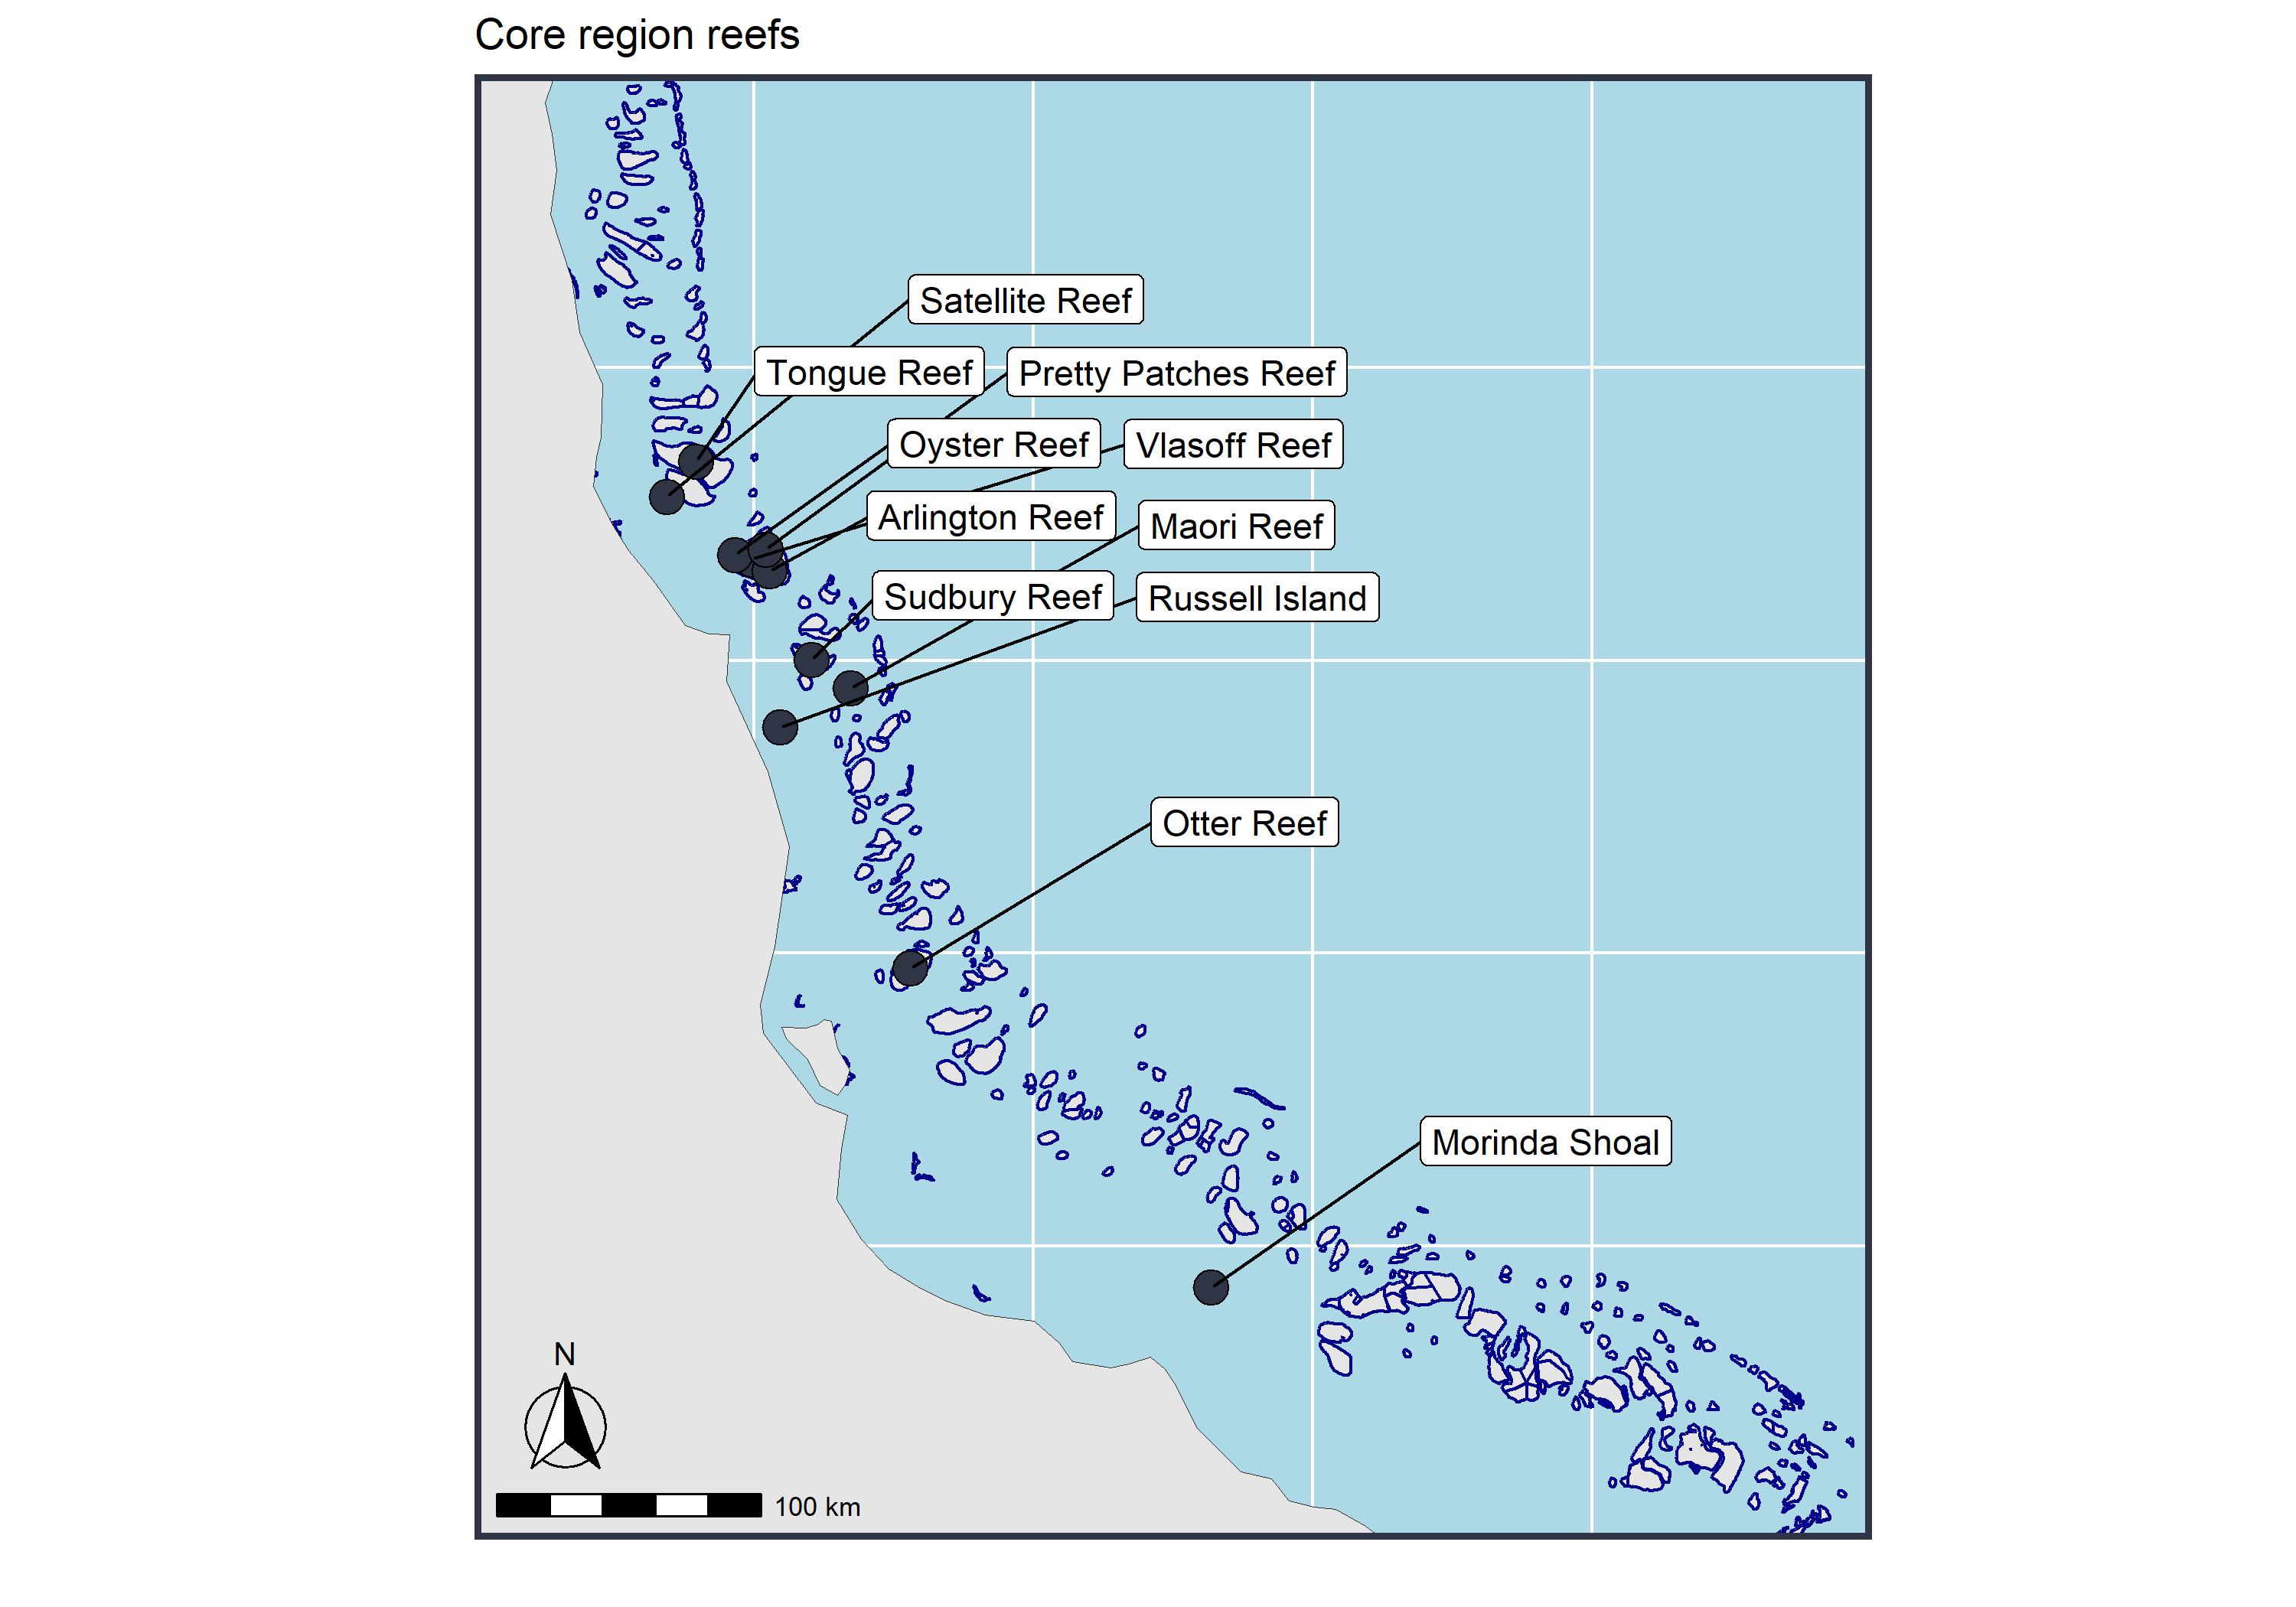 Core region reefs
Satellite Reef
Tongue Reef
Pretty Patches Reef
Oyster Reef
Vlasoff Reef
Arlington Reef
Maori Reef
Sudbury Reef
Russell Island
Otter Reef
Morinda Shoal
N
100 km